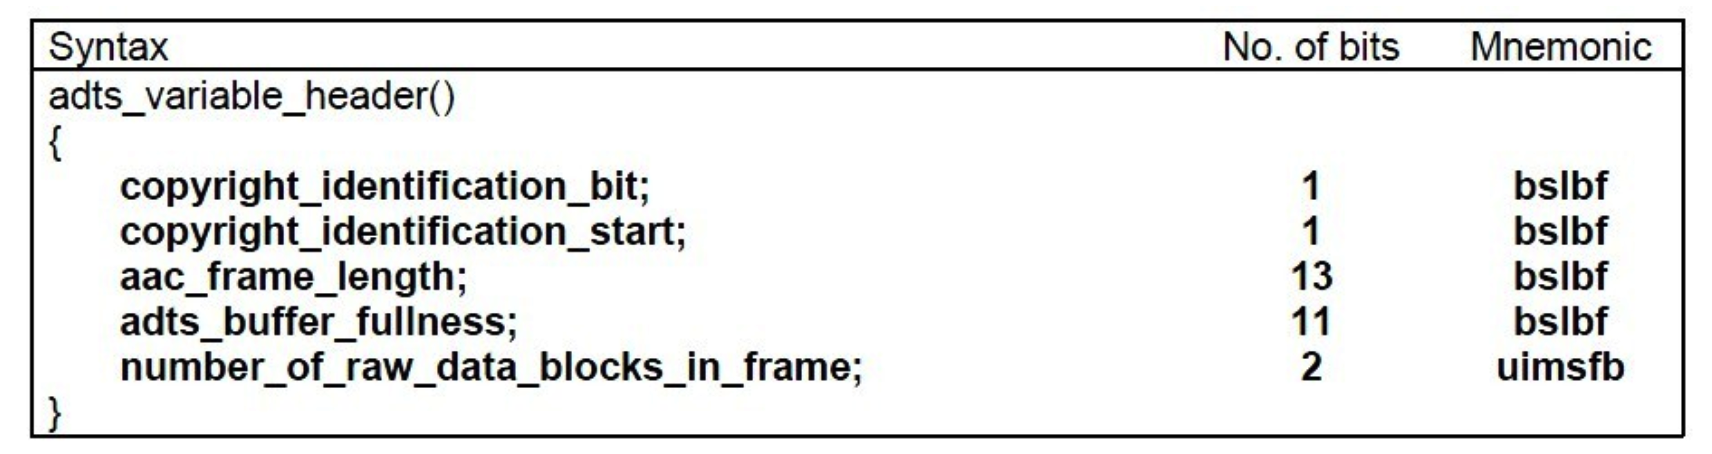 Syntax No. of bits Mnemonic
adts_variable_header()
{
copyright_identification_bit; 1 bslbf
copyright_identification_start; 1 bslbf
aac_frame_length; 13 bslbf
adts_buffer_fullness; 11 bslbf
number_of_raw_data_blocks_in_frame; 2 uimsfb
}